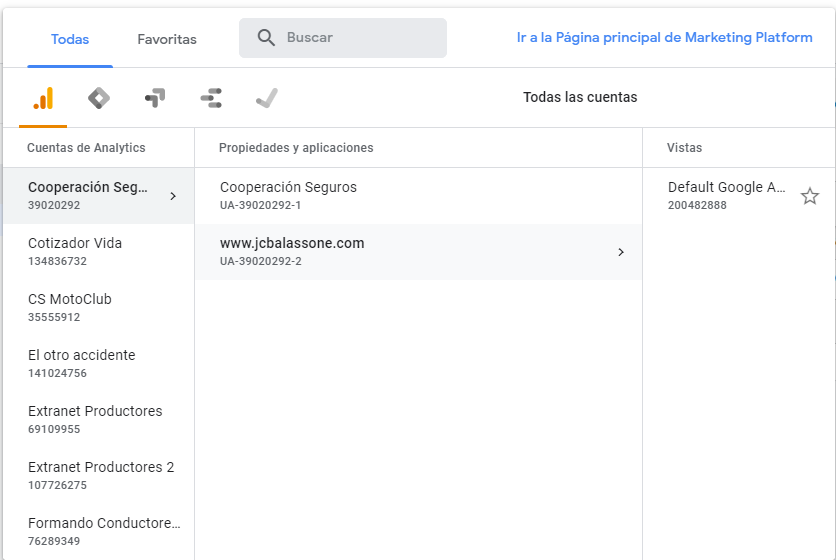 Todas
Favoritas
Buscar
Ir a la Página principal de Marketing Platform
Todas las cuentas
Cuentas de Analytics
Propiedades y aplicaciones
Vistas
Cooperación Seg...
39020292
Cooperación Seguros
UA-39020292-1
Default Google A...
200482888
Cotizador Vida
134836732
www.jcbalassone.com
UA-39020292-2
CS MotoClub
35555912
El otro accidente
141024756
Extranet Productores
69109955
Extranet Productores 2
107726275
Formando Conductore...
76289349